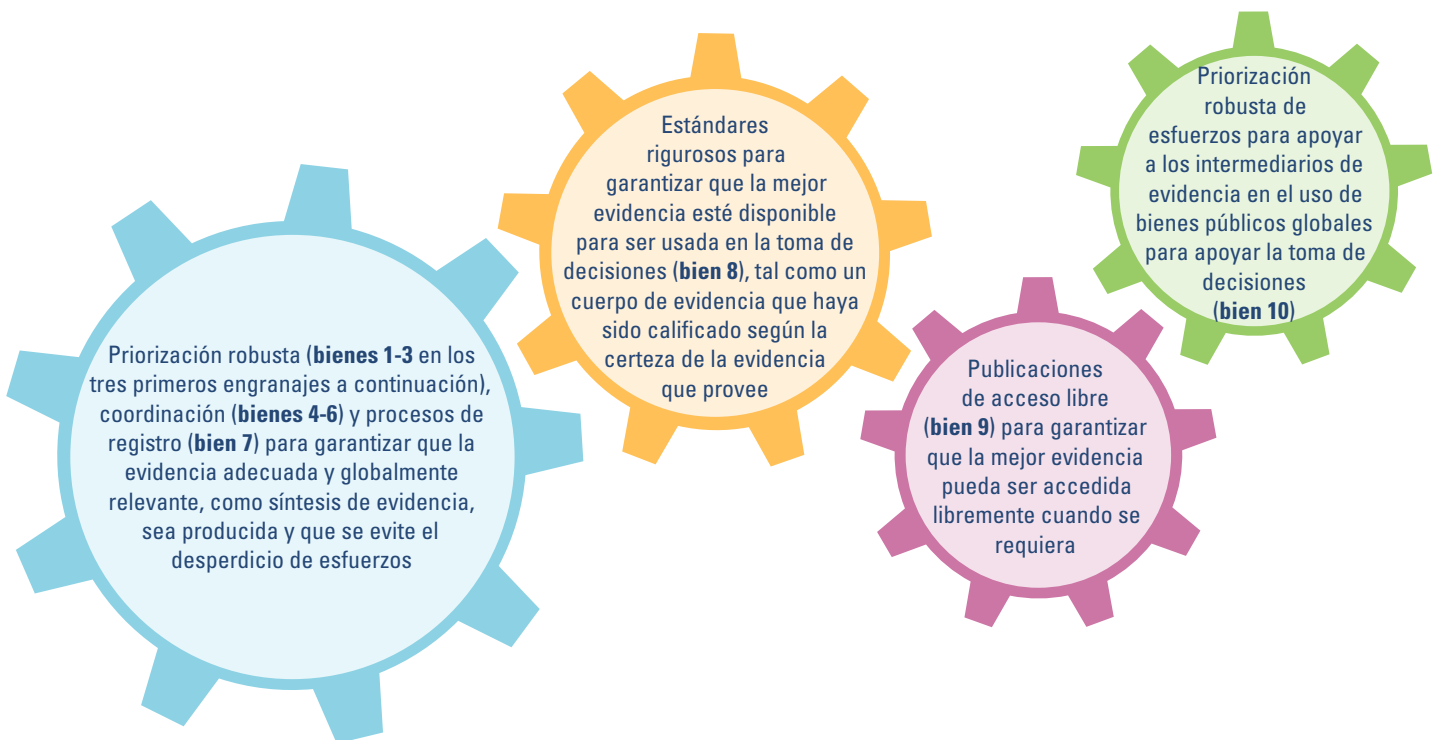 Priorización robusta (bienes 1-3 en los
tres primeros engranajes a continuación),
coordinación (bienes 4-6) y procesos de
registro (bien 7) para garantizar que la
evidencia adecuada y globalmente
relevante, como síntesis de evidencia,
sea producida y que se evite el
desperdicio de esfuerzos
Estándares
rigurosos para
garantizar que la mejor
evidencia esté disponible
para ser usada en la toma de
decisiones (bien 8), tal como un
cuerpo de evidencia que haya
sido calificado según la
certeza de la evidencia
que provee
Publicaciones
de acceso libre
(bien 9) para garantizar
que la mejor evidencia
pueda ser accedida
libremente cuando se
requiera
Priorización
robusta de
esfuerzos para apoyar
a los intermediarios de
evidencia en el uso de
bienes públicos globales
para apoyar la toma de
decisiones
(bien 10)